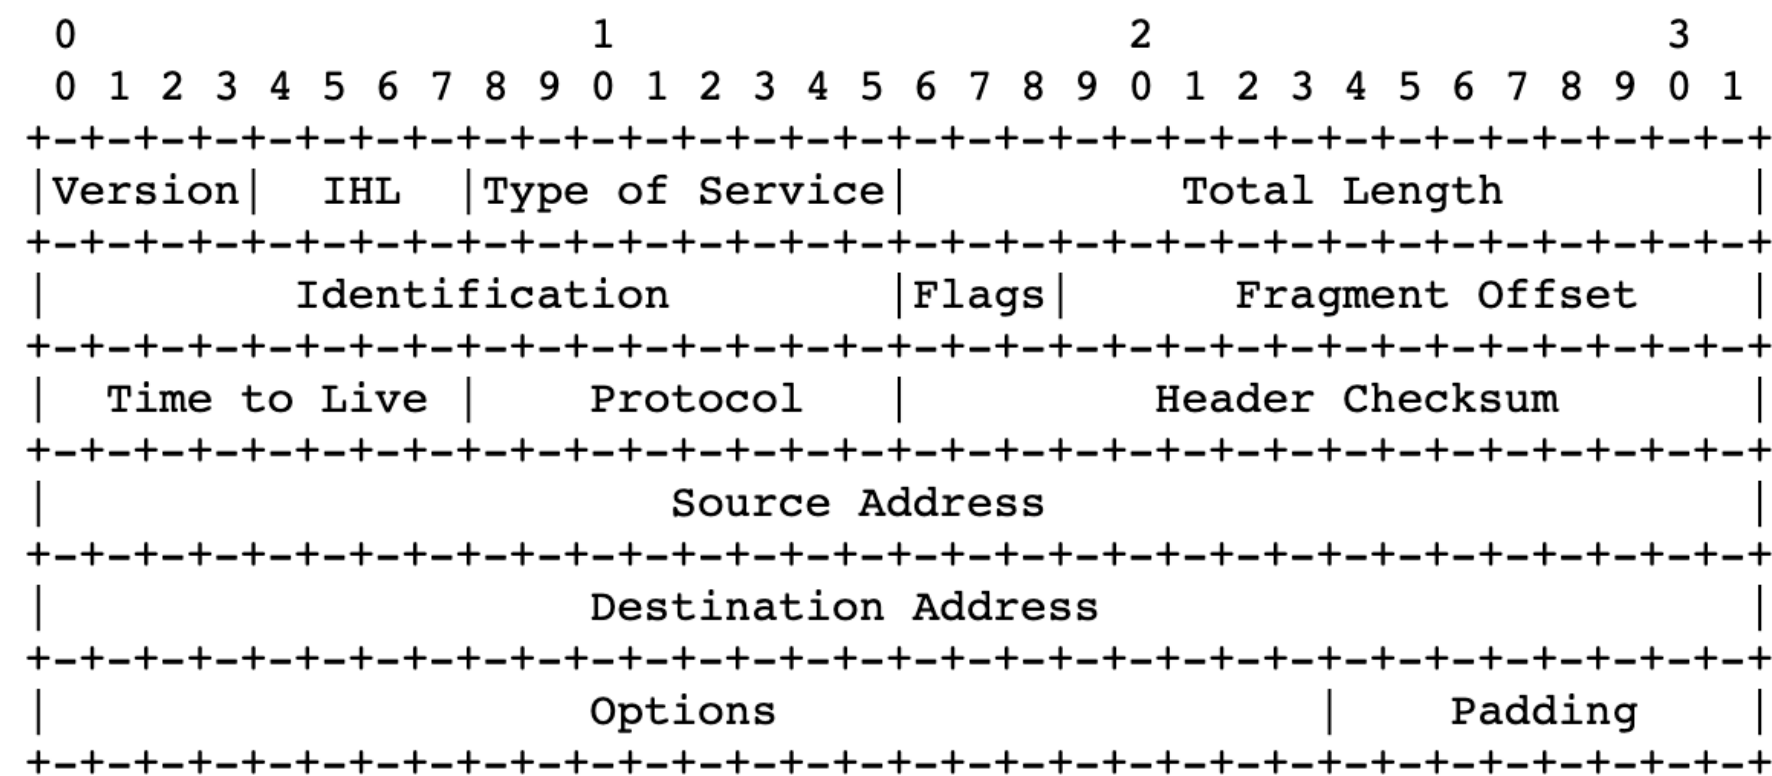 0                   1                   2                   3
 0 1 2 3 4 5 6 7 8 9 0 1 2 3 4 5 6 7 8 9 0 1 2 3 4 5 6 7 8 9 0 1
+-+-+-+-+-+-+-+-+-+-+-+-+-+-+-+-+-+-+-+-+-+-+-+-+-+-+-+-+-+-+-+-+
|Version|  IHL  |Type of Service|          Total Length         |
+-+-+-+-+-+-+-+-+-+-+-+-+-+-+-+-+-+-+-+-+-+-+-+-+-+-+-+-+-+-+-+-+
|         Identification        |Flags|      Fragment Offset    |
+-+-+-+-+-+-+-+-+-+-+-+-+-+-+-+-+-+-+-+-+-+-+-+-+-+-+-+-+-+-+-+-+
|  Time to Live |    Protocol   |         Header Checksum       |
+-+-+-+-+-+-+-+-+-+-+-+-+-+-+-+-+-+-+-+-+-+-+-+-+-+-+-+-+-+-+-+-+
|                       Source Address                          |
+-+-+-+-+-+-+-+-+-+-+-+-+-+-+-+-+-+-+-+-+-+-+-+-+-+-+-+-+-+-+-+-+
|                    Destination Address                        |
+-+-+-+-+-+-+-+-+-+-+-+-+-+-+-+-+-+-+-+-+-+-+-+-+-+-+-+-+-+-+-+-+
|                    Options                    |    Padding    |
+-+-+-+-+-+-+-+-+-+-+-+-+-+-+-+-+-+-+-+-+-+-+-+-+-+-+-+-+-+-+-+-+